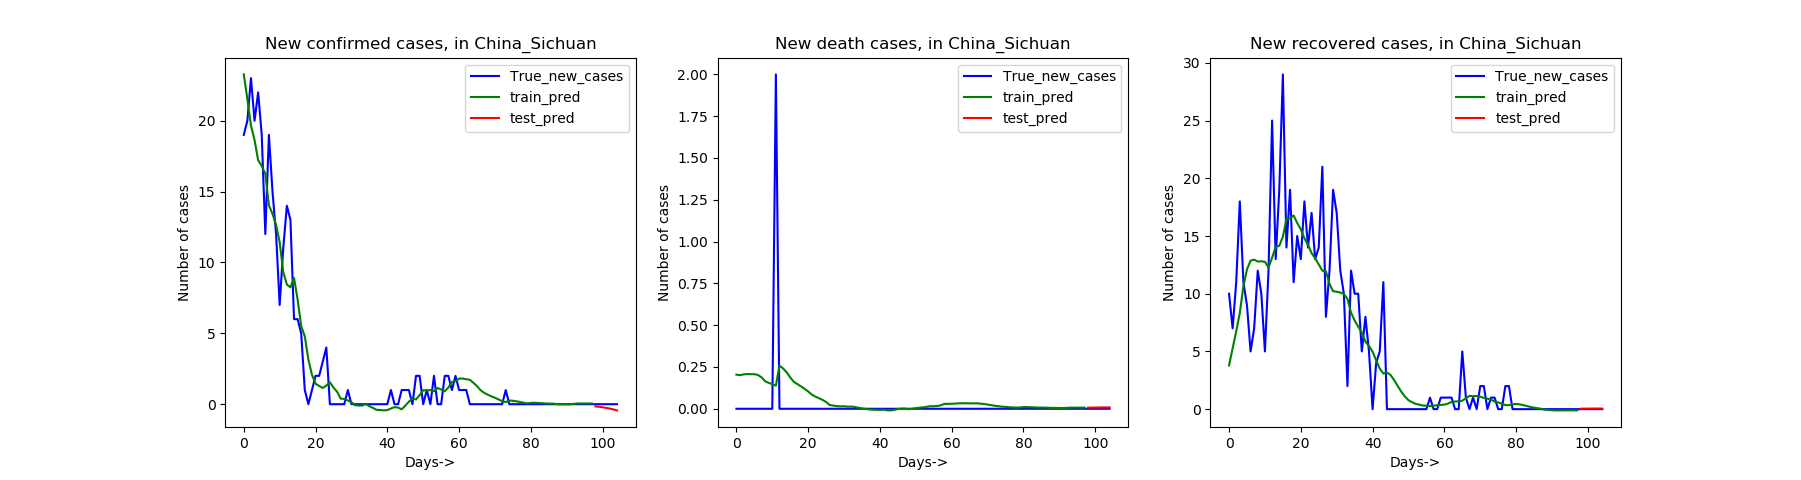 New confirmed cases, in China_Sichuan
True_new_cases
train_pred
test_pred
Number of cases
20
15
10
5
0
0 20 40 60 80 100
Days->
New death cases, in China_Sichuan
True_new_cases
train_pred
test_pred
Number of cases
2.00
1.75
1.50
1.25
1.00
0.75
0.50
0.25
0.00
0 20 40 60 80 100
Days->
New recovered cases, in China_Sichuan
True_new_cases
train_pred
test_pred
Number of cases
30
25
20
15
10
5
0
0 20 40 60 80 100
Days->